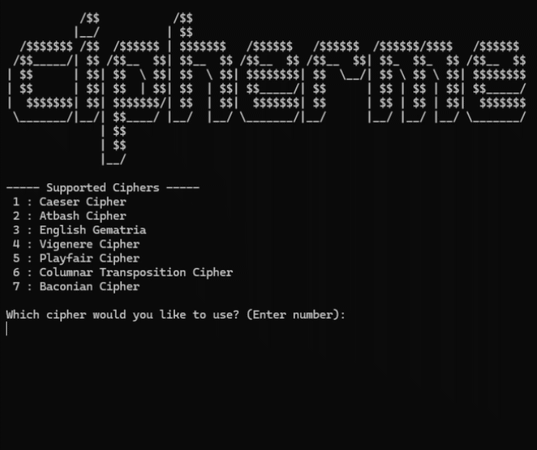 cipherme
----- Supported Ciphers -----
1 : Caeser Cipher
2 : Atbash Cipher
3 : English Gematria
4 : Vigenere Cipher
5 : Playfair Cipher
6 : Columnar Transposition Cipher
7 : Baconian Cipher
Which cipher would you like to use? (Enter number):